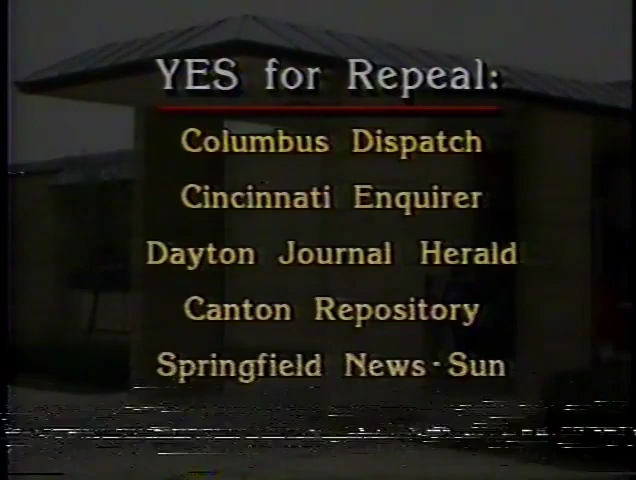 YES for Repeal:
Columbus Dispatch
Cincinnati Enquirer
Dayton Journal Herald
Canton Repository
Springfield News-Sun